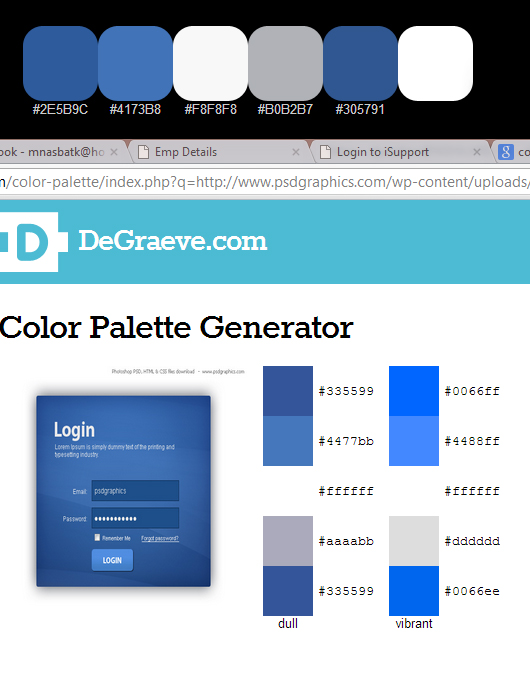 #2E5B9C #4173B8 #F8F8F8 #B0B2B7 #305791
ook - mnasbatk@ho Emp Details Login to iSupport co
m/color-palette/index.php?q=http://www.psdgraphics.com/wp-content/uploads/
D DeGraeve.com
Color Palette Generator
Photoshop PSD, HTML & CSS files download - www.psdgraphics.com
Login
Lorem Ipsum is simply dummy text of the printing and
typesetting industry
Email: psdgraphics
Password:
Remember Me Forgot password?
LOGIN
#335599 #0066ff
#4477bb #4488ff
#ffffff #ffffff
#aaaabb #dddddd
#335599 #0066ee
dull vibrant